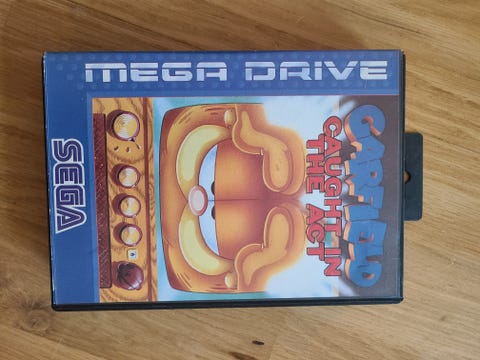 MEGA DRIVE
GARFIELD
CAUGHT IN
THE ACT
SEGA